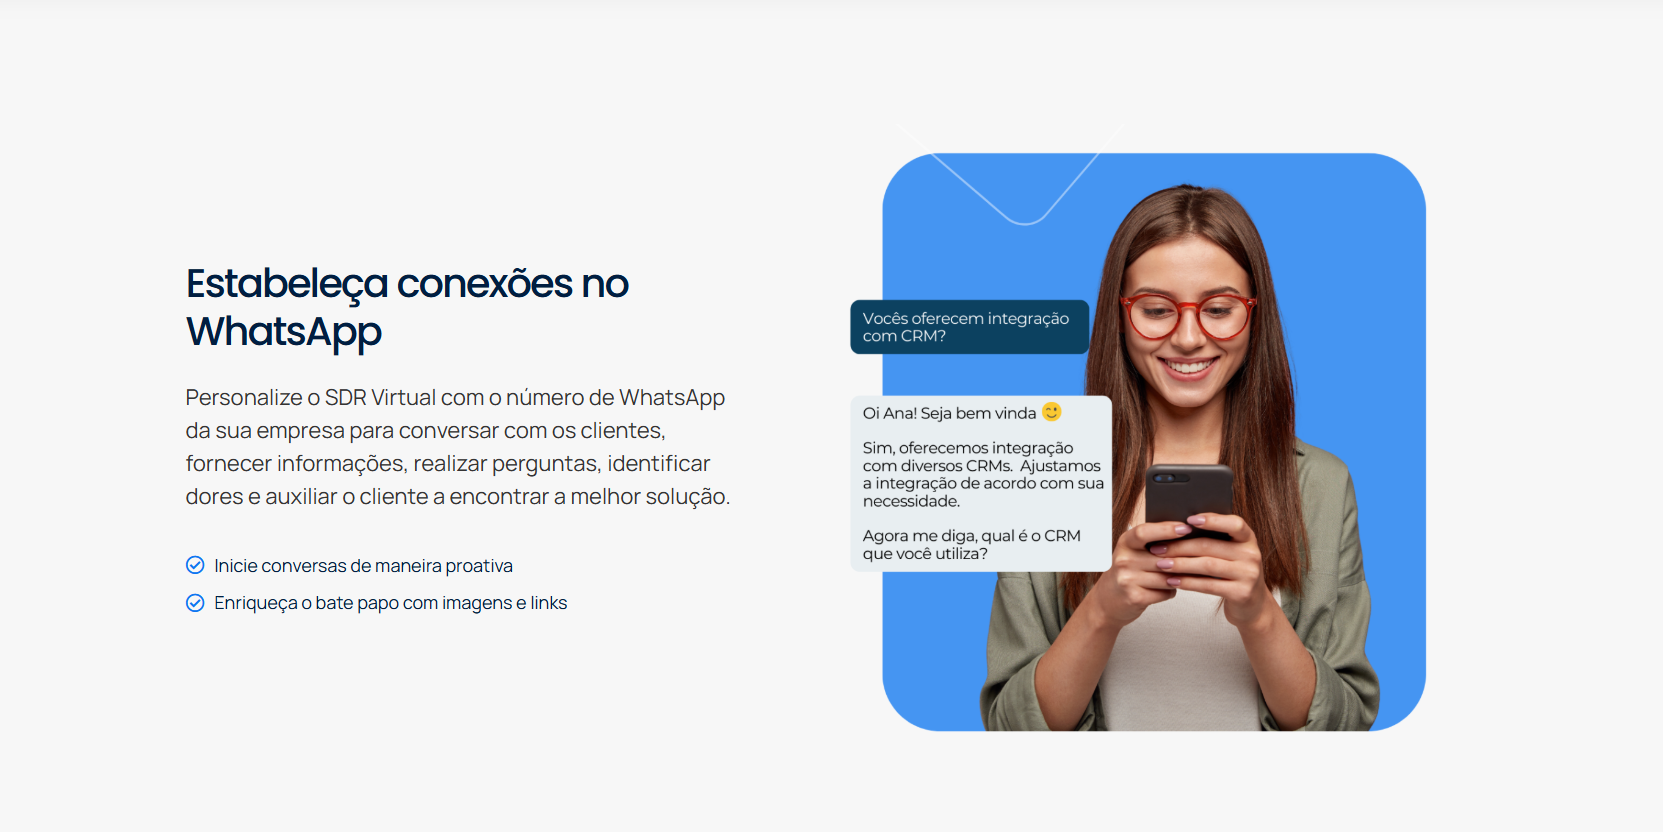 Estabeleça conexões no
WhatsApp
Personalize o SDR Virtual com o número de WhatsApp
da sua empresa para conversar com os clientes,
fornecer informações, realizar perguntas, identificar
dores e auxiliar o cliente a encontrar a melhor solução.
Inicie conversas de maneira proativa
Enriqueça o bate papo com imagens e links
Vocês oferecem integração
com CRM?
Oi Ana! Seja bem vinda 😉
Sim, oferecemos integração
com diversos CRMs.  Ajustamos
a integração de acordo com sua
necessidade.
Agora me diga, qual é o CRM
que você utiliza?